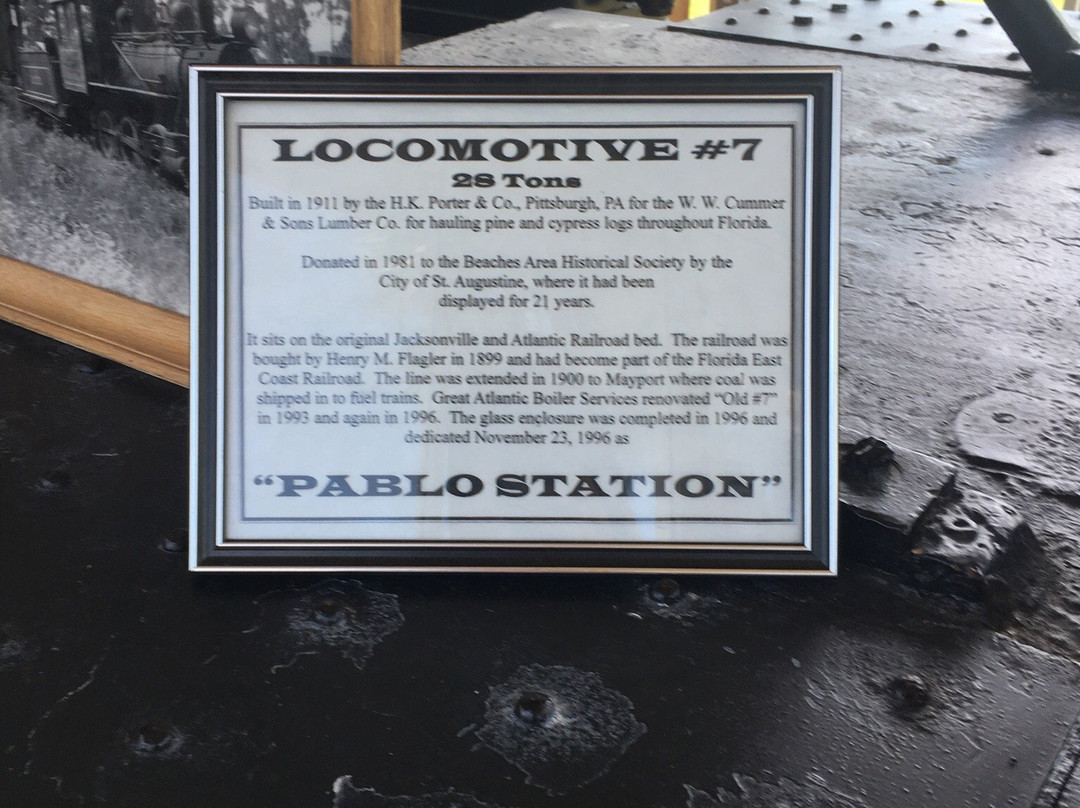 LOCOMOTIVE #7
28 Tons
Built in 1911 by the H.K. Porter & Co., Pittsburgh, PA for the W. W. Cummer
& Sons Lumber Co. for hauling pine and cypress logs throughout Florida.
Donated in 1981 to the Beaches Area Historical Society by the
City of St. Augustine, where it had been
displayed for 21 years.
It sits on the original Jacksonville and Atlantic Railroad bed. The railroad was
bought by Henry M. Flagler in 1899 and had become part of the Florida East
Coast Railroad. The line was extended in 1900 to Mayport where coal was
shipped in to fuel trains. Great Atlantic Boiler Services renovated “Old #7”
in 1993 and again in 1996. The glass enclosure was completed in 1996 and
dedicated November 23, 1996 as
“PABLO STATION”